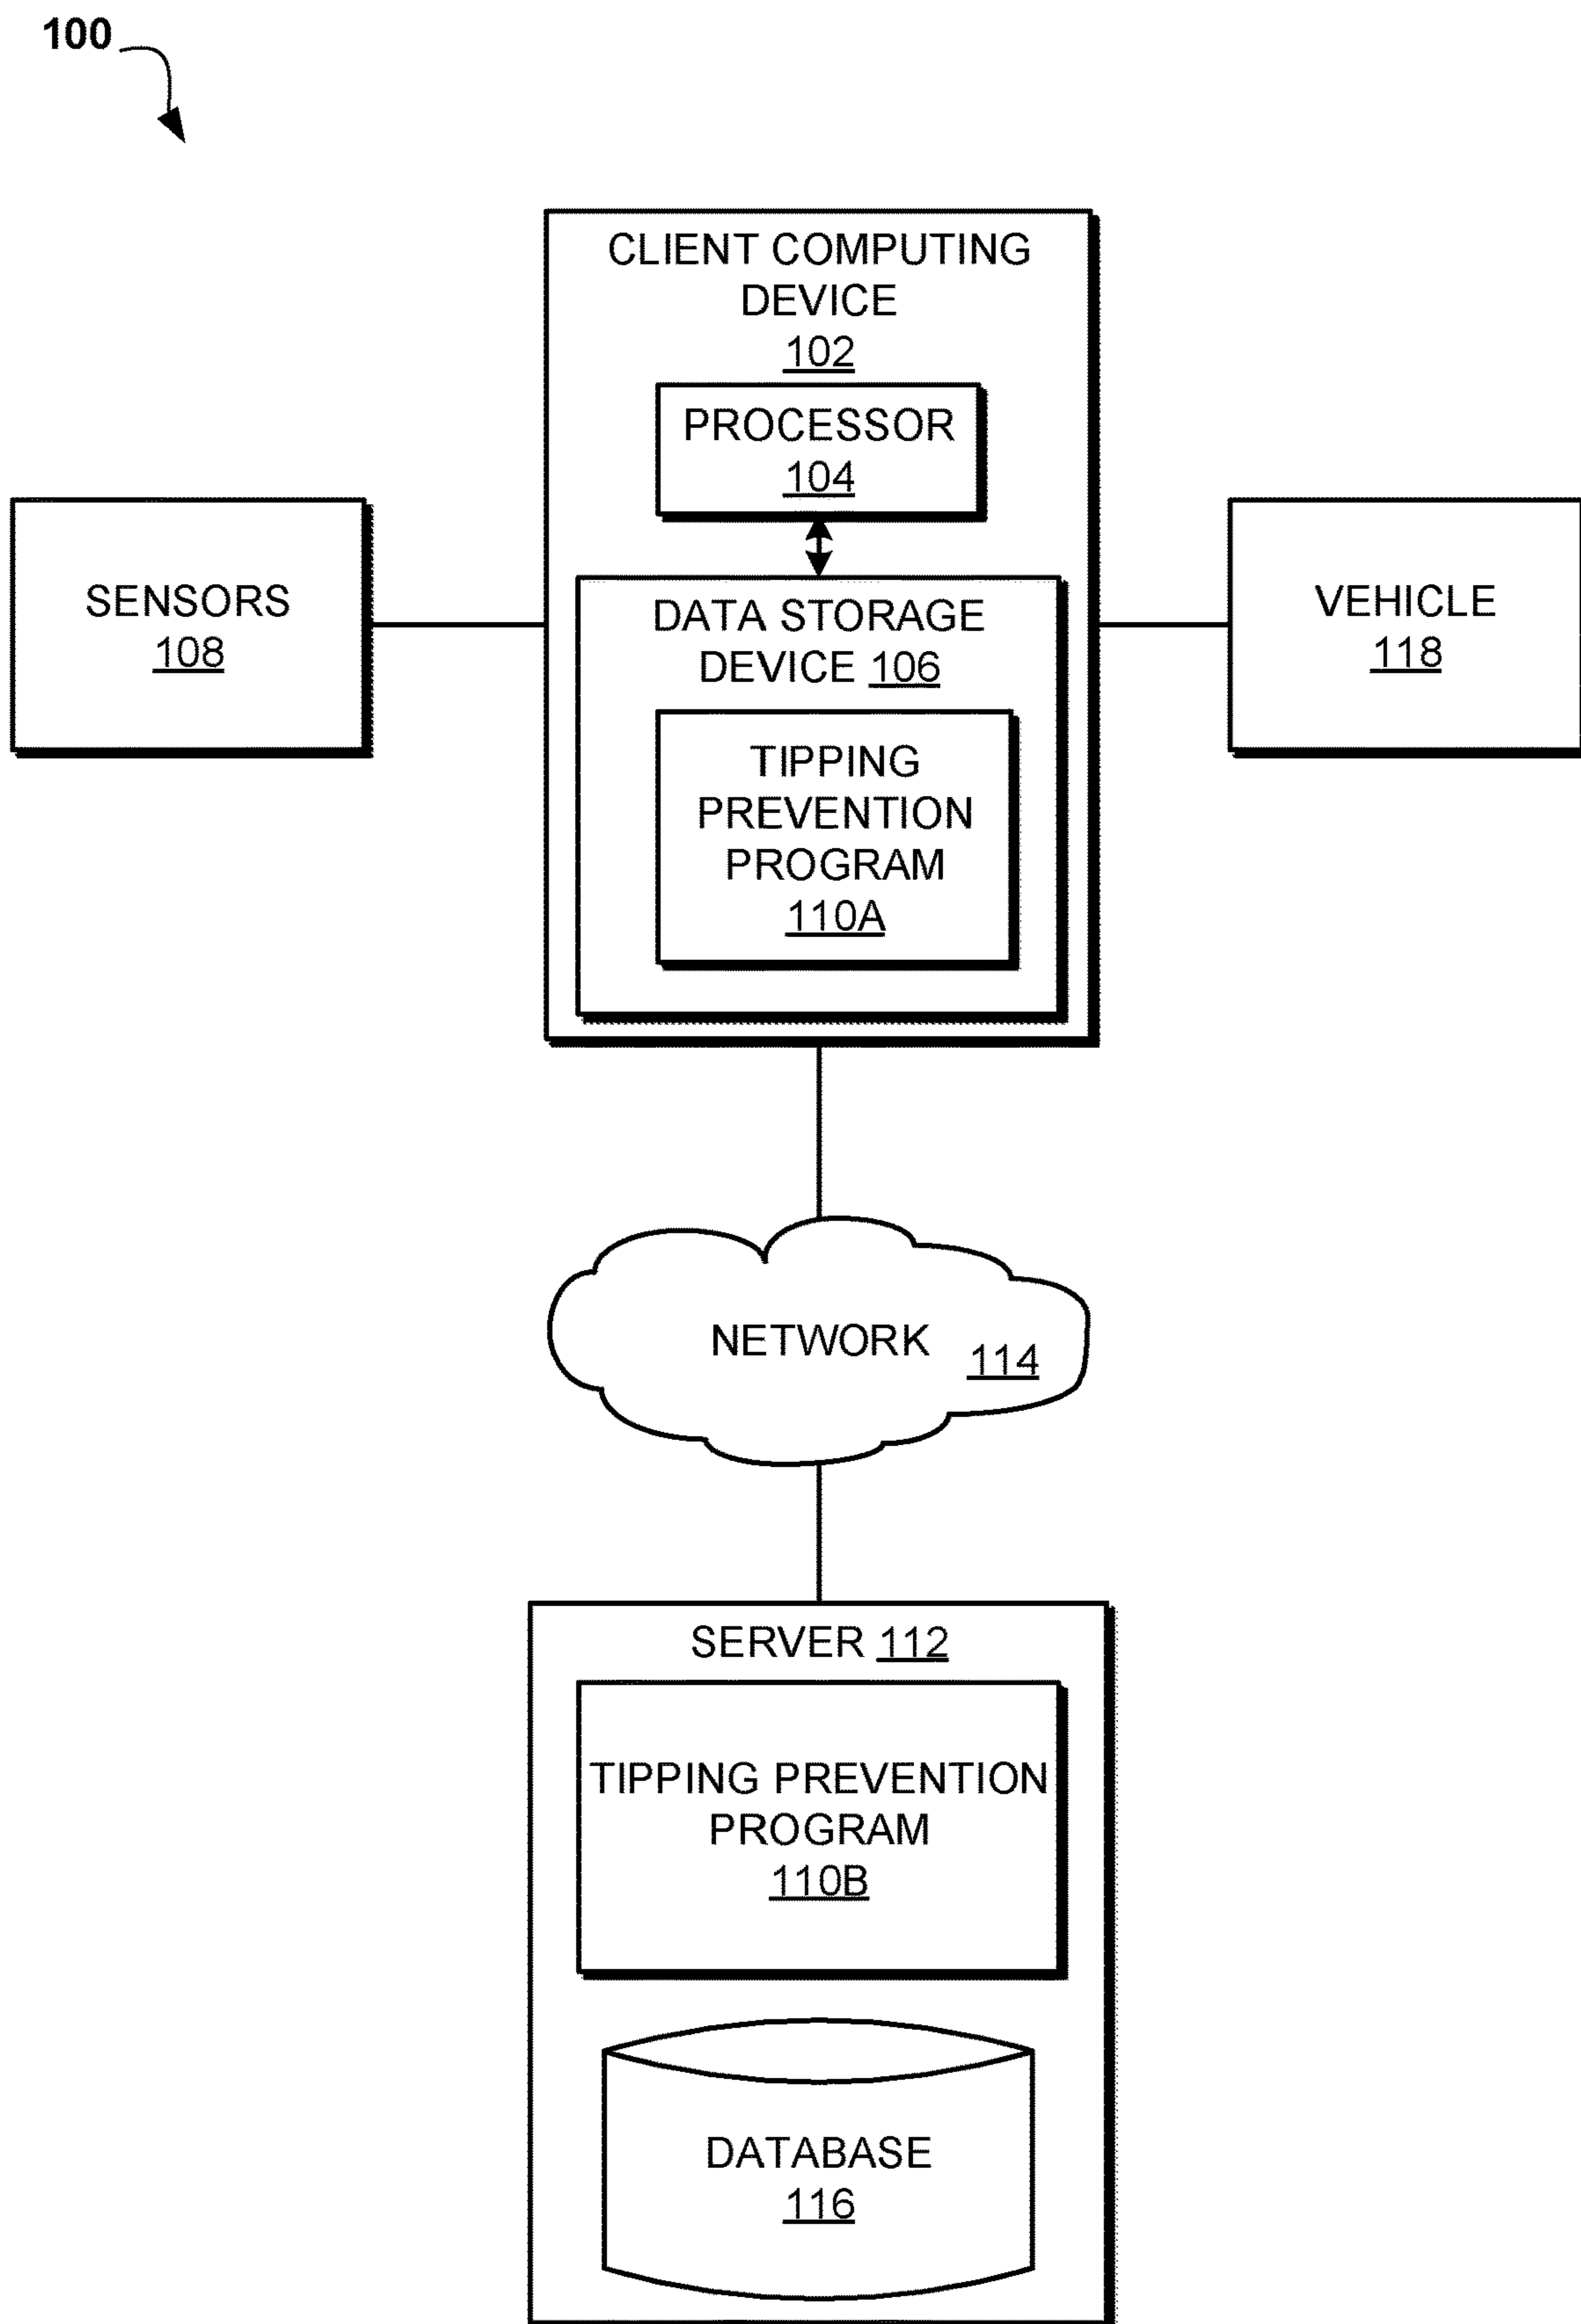 100
CLIENT COMPUTING
DEVICE
102
PROCESSOR
104
SENSORS
108
DATA STORAGE
DEVICE 106
VEHICLE
118
TIPPING
PREVENTION
PROGRAM
110A
NETWORK 114
SERVER 112
TIPPING PREVENTION
PROGRAM
110B
DATABASE
116